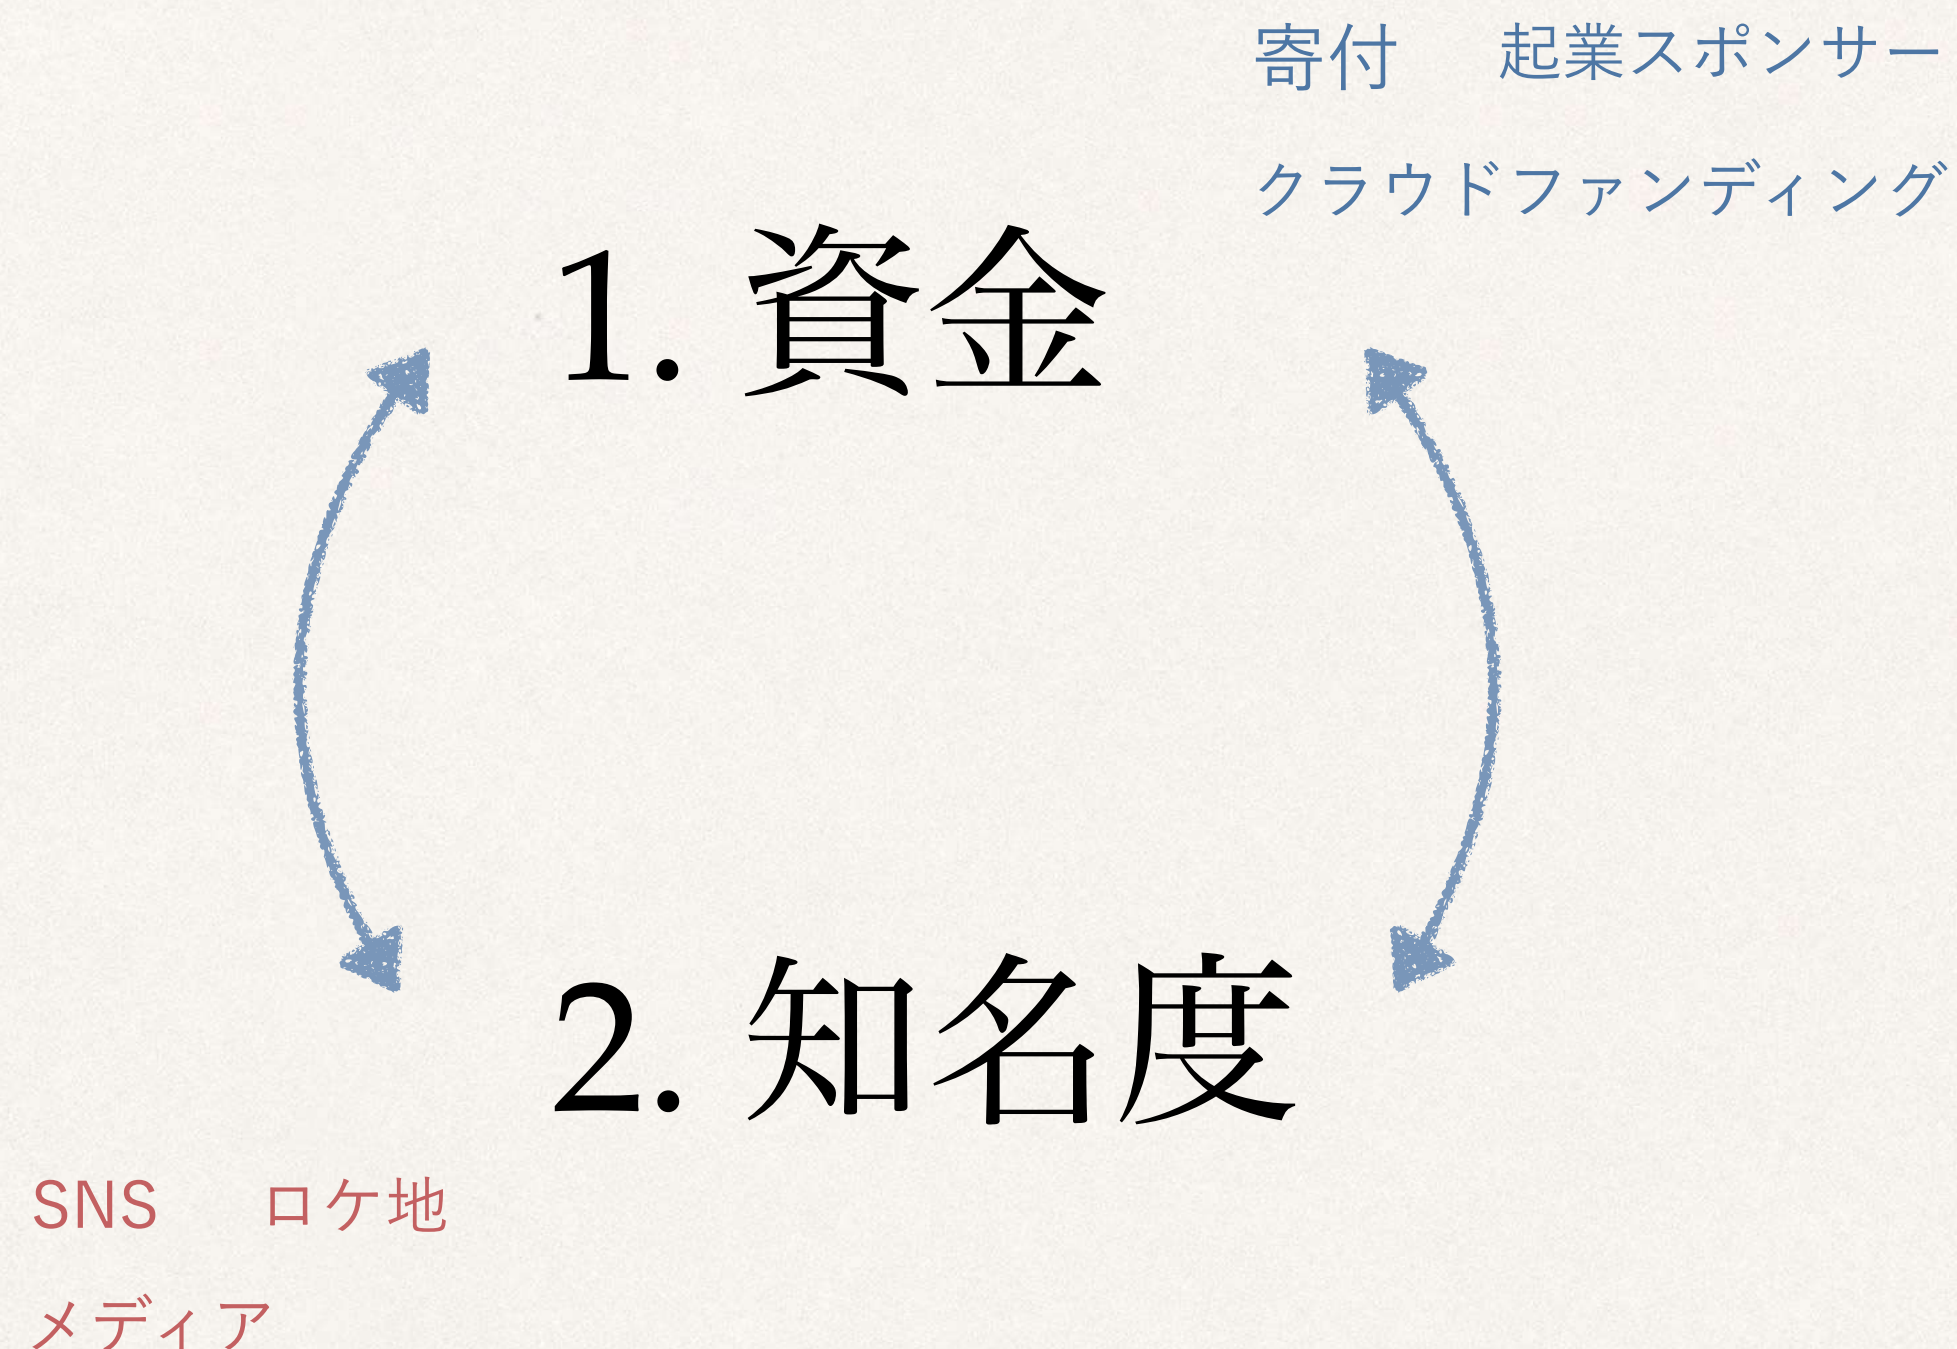 寄付 起業スポンサー
クラウドファンディング
1. 資金
2. 知名度
SNS ロケ地
メディア